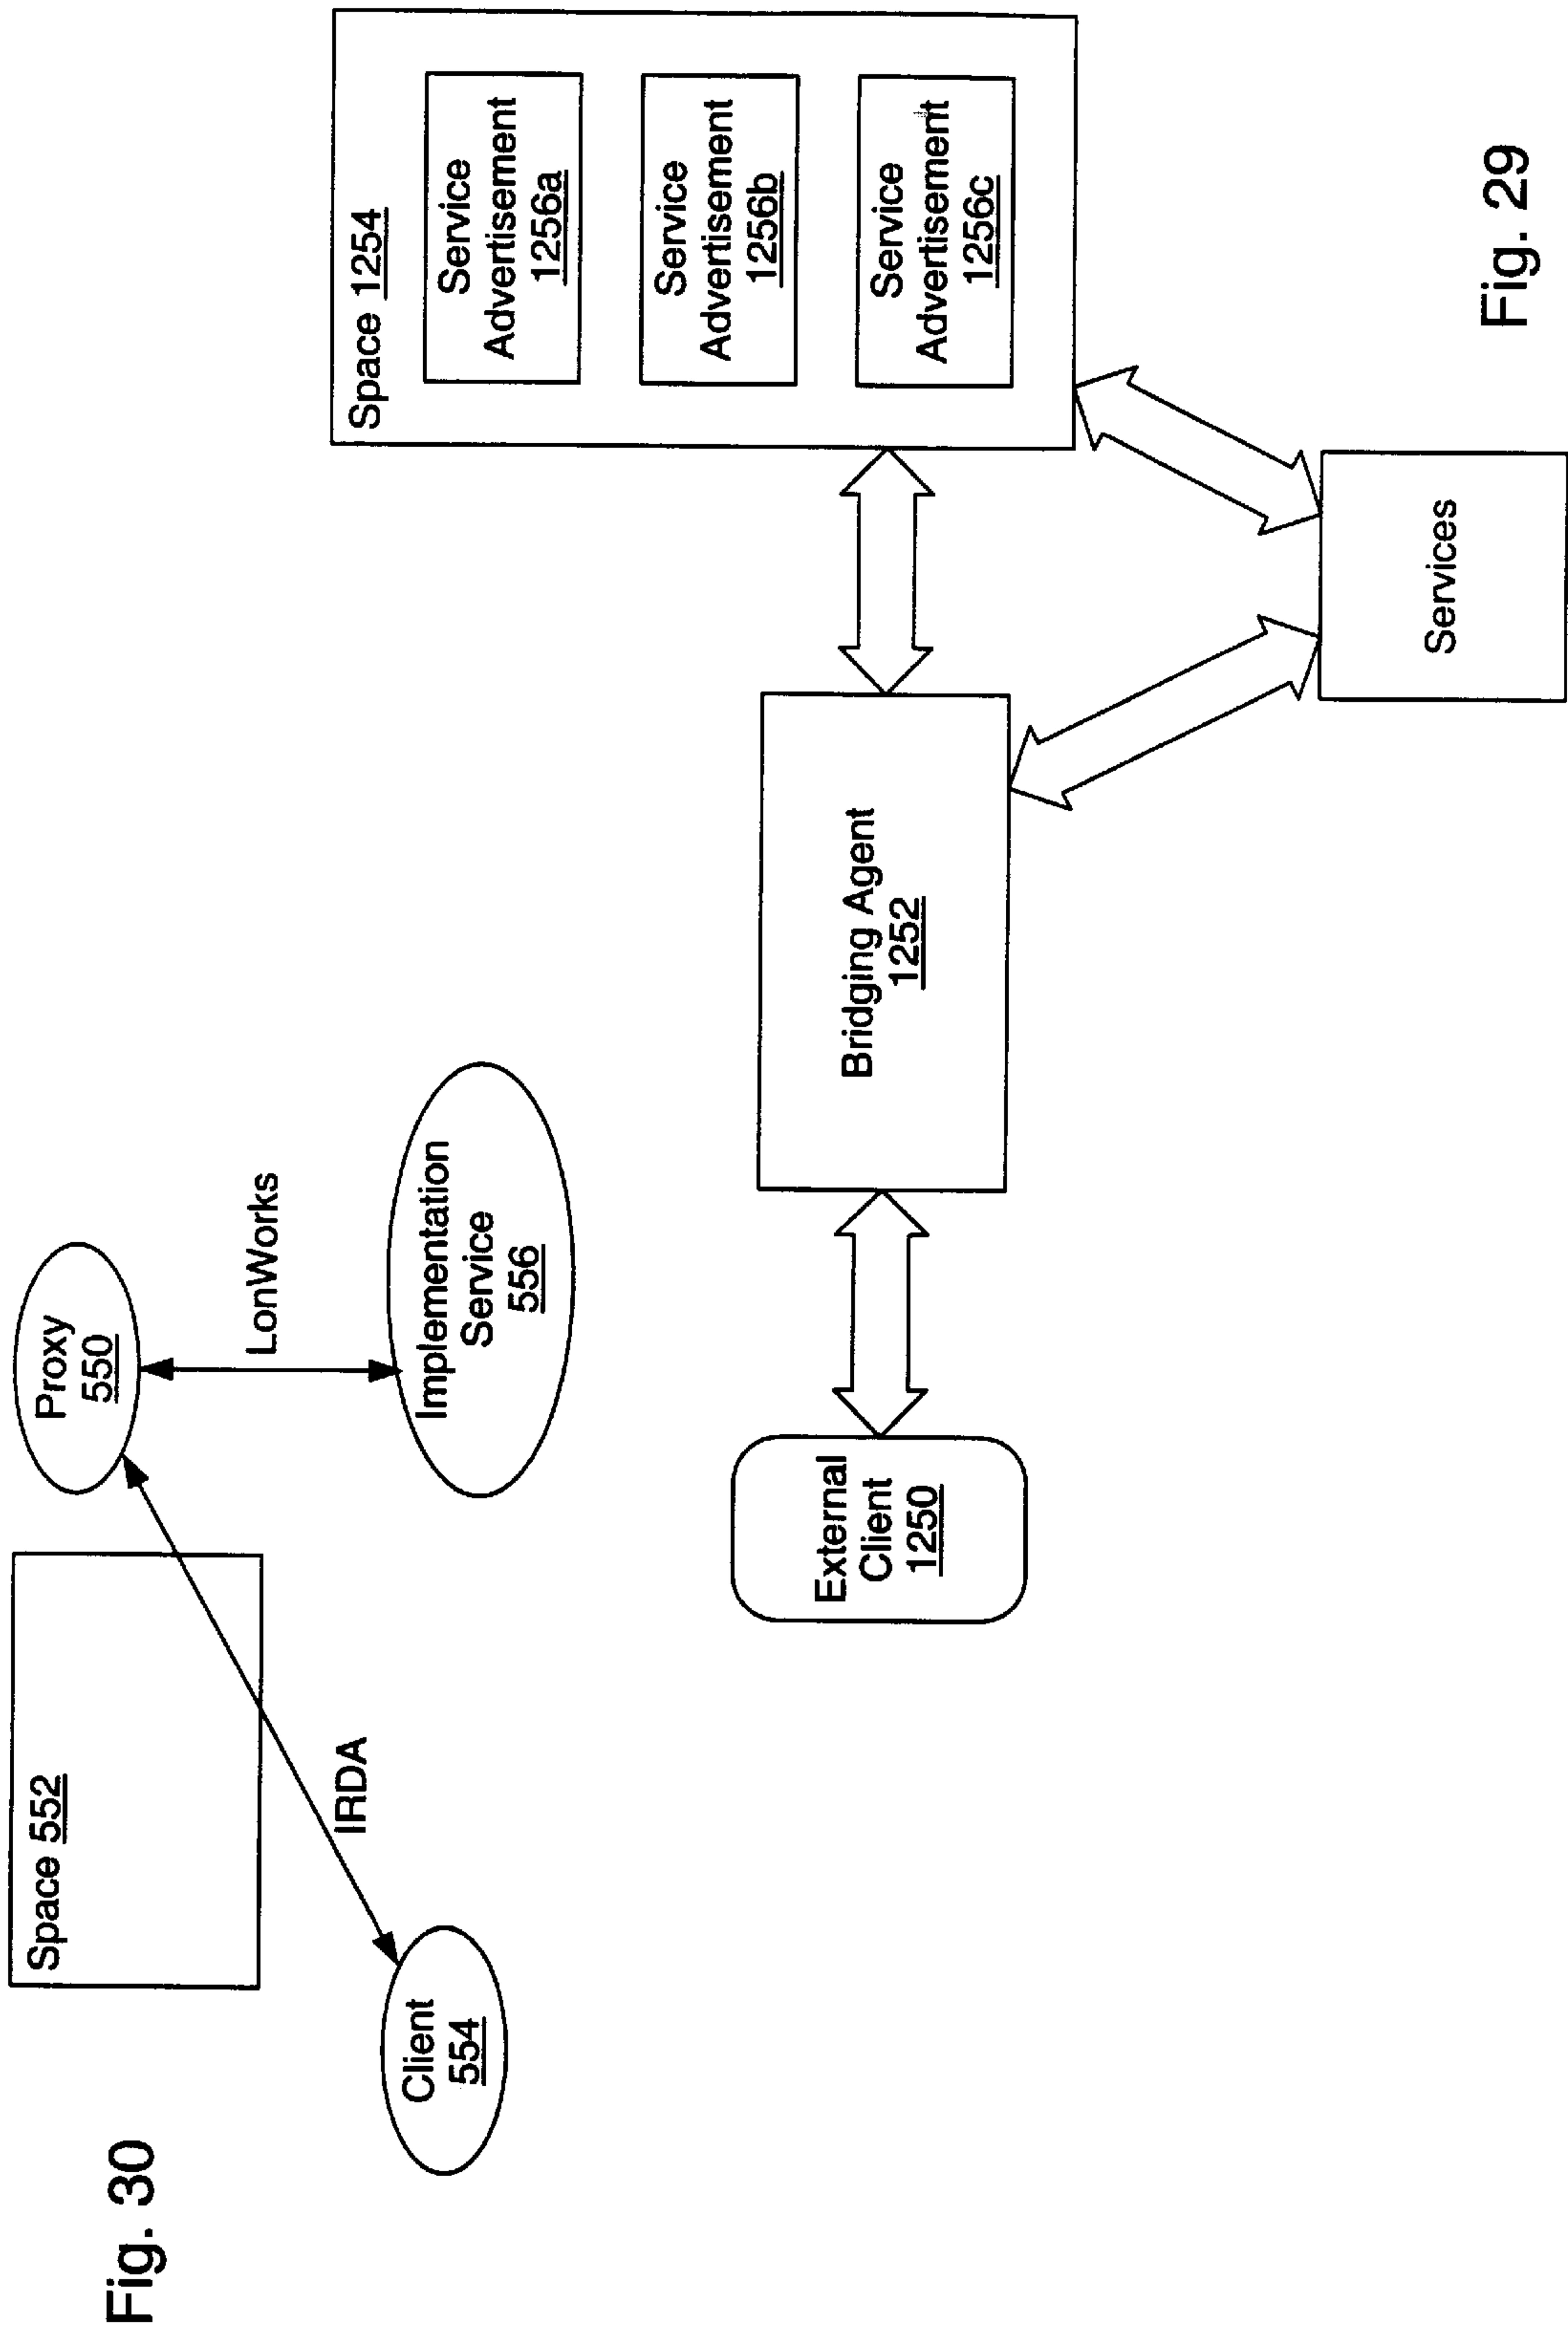 Fig. 30
Space 552
Client
554
IRDA
Proxy
550
LonWorks
Implementation
Service
556
External
Client
1250
Bridging Agent
1252
Space 1254
Service
Advertisement
1256a
Service
Advertisement
1256b
Service
Advertisement
1256c
Services
Fig. 29